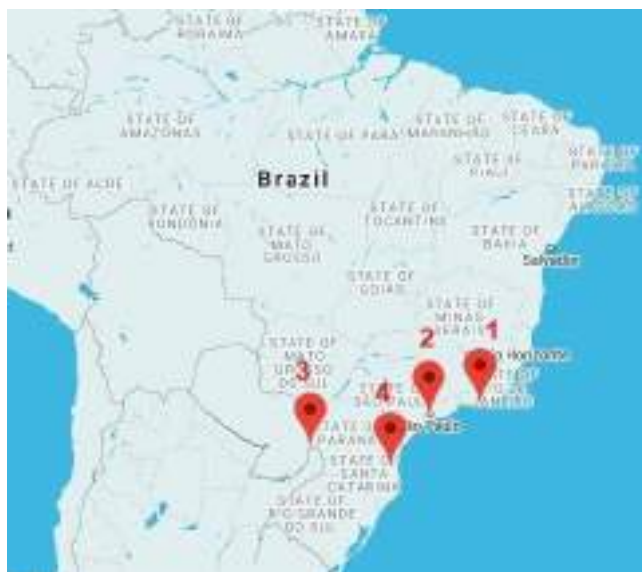 STATE OF
RORAIMA
STATE OF
AMAPÁ
STATE OF
AMAZONAS
STATE OF PARÁ
STATE OF
MARANHÃO
STATE OF
CEARÁ
STATE OF ACRE
Brazil
STATE OF
PIAUÍ
STATE OF
STATE OF
RONDÔNIA
STATE OF
MATO
GROSSO
STATE OF
TOCANTINS
STATE OF
BAHIA
Salvador
STATE OF
GOIÁS
STATE OF
MINAS
GERAIS
STATE OF
MATO
GROSSO
DO SUL
3
4
2
1
Horizonte
STATE OF
SANTA
CATARINA
STATE OF
RIO GRANDE
DO SUL